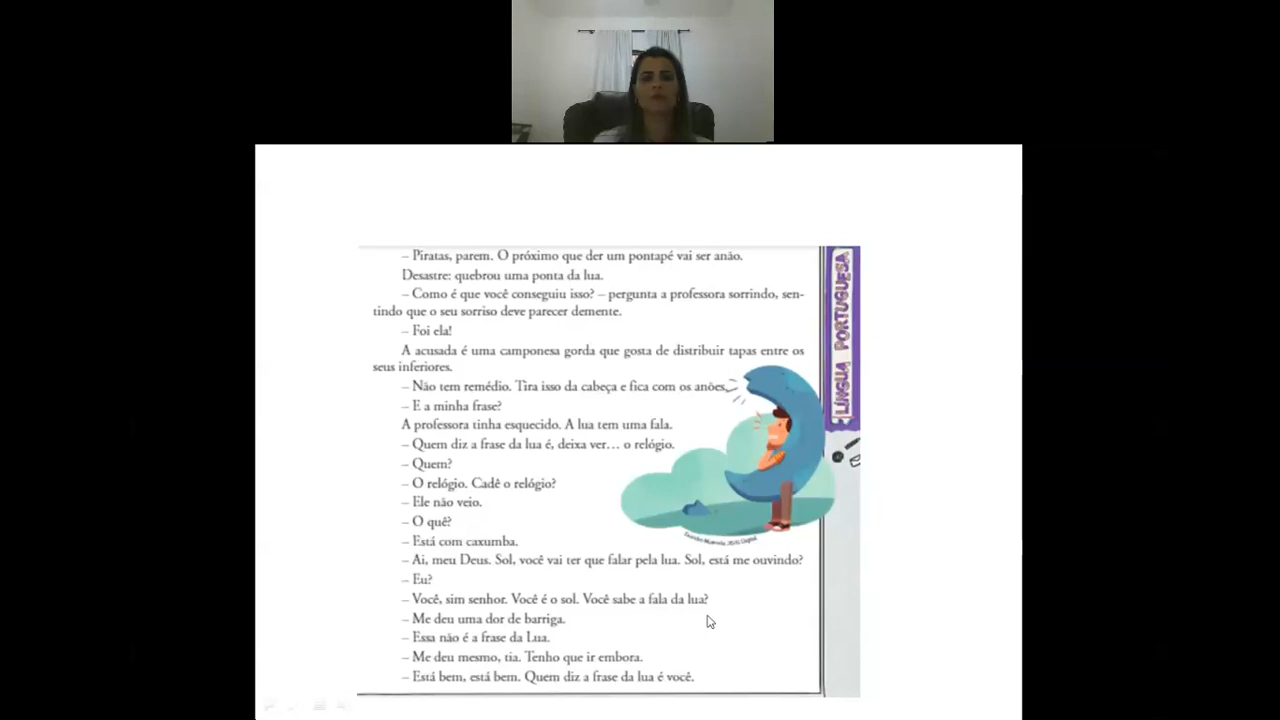 – Piratas, parem. O próximo que der um pontapé vai ser anão.
Desastre: quebrou uma ponta da lua.
– Como é que você conseguiu isso? – pergunta a professora sorrindo, sen-
tindo que o seu sorriso deve parecer demente.
– Foi ela!
A acusada é uma camponesa gorda que gosta de distribuir tapas entre os
seus inferiores.
– Não tem remédio. Tira isso da cabeça e fica com os anões.
– E a minha frase?
A professora tinha esquecido. A lua tem uma fala.
– Quem diz a frase da lua é, deixa ver... o relógio.
– Quem?
– O relógio. Cadê o relógio?
– Ele não veio.
– O quê?
– Está com caxumba.
– Ai, meu Deus. Sol, você vai ter que falar pela lua. Sol, está me ouvindo?
– Eu?
– Você, sim senhor. Você é o sol. Você sabe a fala da lua?
– Me deu uma dor de barriga.
– Essa não é a frase da Lua.
– Me deu mesmo, tia. Tenho que ir embora.
– Está bem, está bem. Quem diz a frase da lua é você.
LÍNGUA PORTUGUESA
Digital